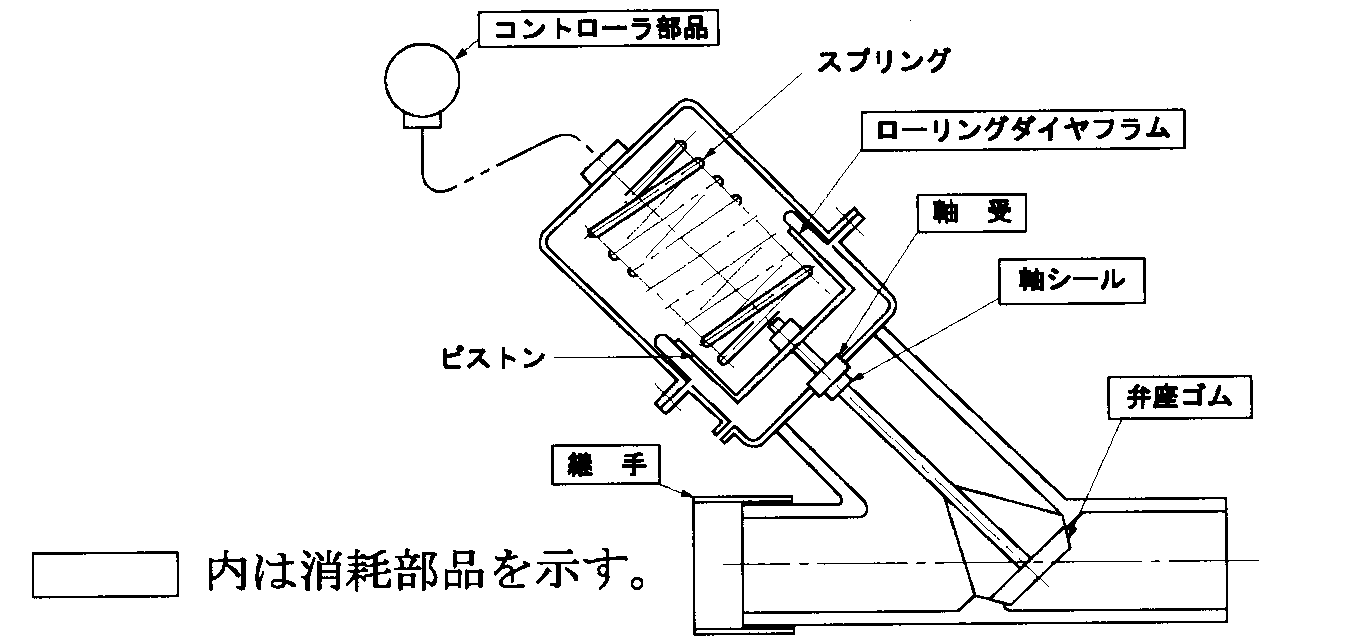 コントローラ部品
スプリング
ローリングダイヤフラム
軸 受
軸シール
ピストン
弁座ゴム
継 手
内は消耗部品を示す。